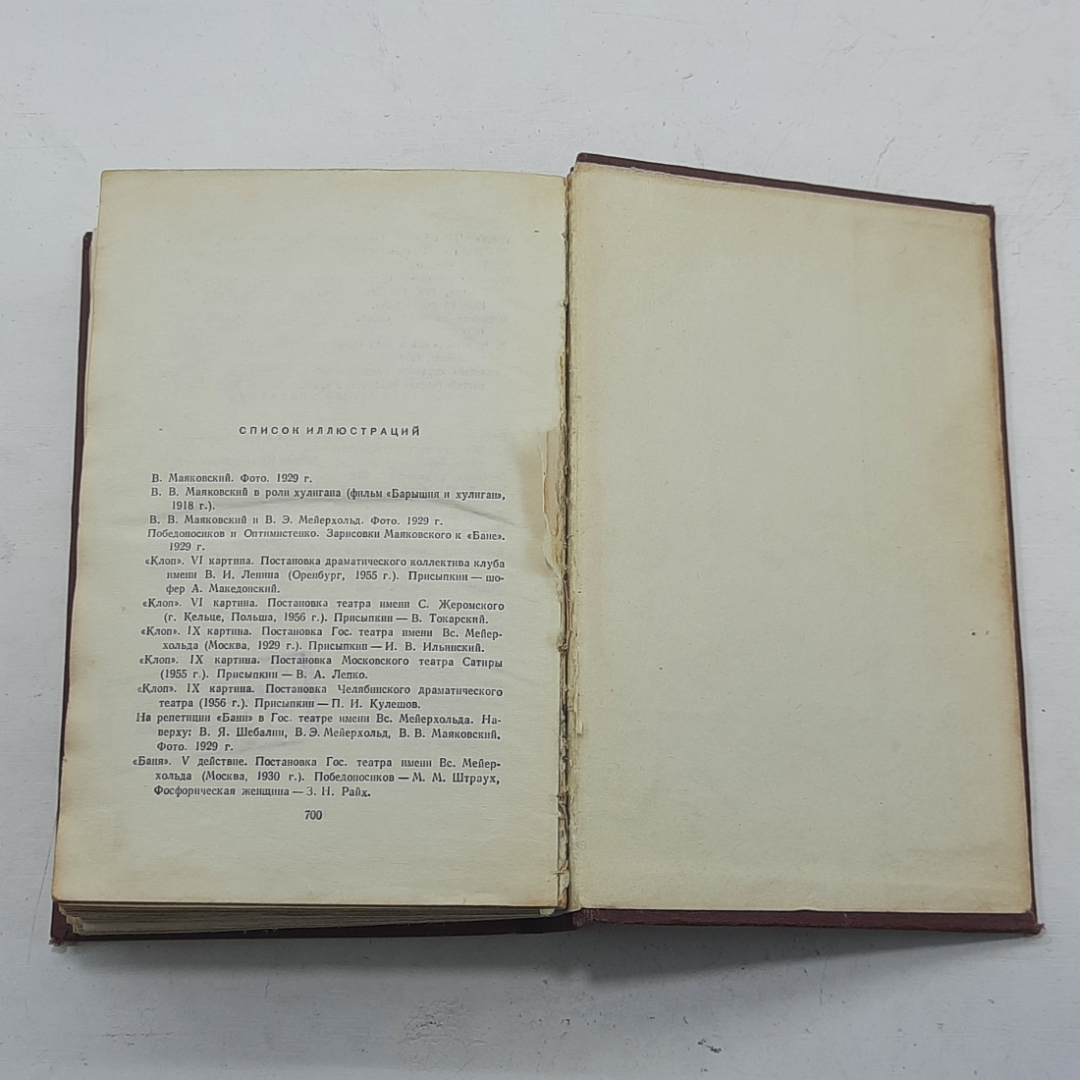 СПИСОК ИЛЛЮСТРАЦИЙ
В. Маяковский. Фото. 1929 г.
В. В. Маяковский в роли хулигана (фильм «Барышня и хулиган»,
1918 г.).
В. В. Маяковский и В. Э. Мейерхольд. Фото. 1929 г.
Победоносиков и Оптимистенко. Зарисовки Маяковского к «Бане».
1929 г.
«Клоп». VI картина. Постановка драматического коллектива клуба
имени В. И. Ленина (Оренбург, 1955 г.). Присыпкин — шо-
фер А. Македонский.
«Клоп». VI картина. Постановка театра имени С. Жеромского
(г. Кельце, Польша, 1956 г.). Присыпкин — В. Токарский.
«Клоп». IX картина. Постановка Гос. театра имени Вс. Мейер-
хольда (Москва, 1929 г.). Присыпкин — И. В. Ильинский.
«Клоп». IX картина. Постановка Московского театра Сатиры
(1955 г.). Присыпкин — В. А. Лепко.
«Клоп». IX картина. Постановка Челябинского драматического
театра (1956 г.). Присыпкин — П. И. Кулешов.
На репетиции «Бани» в Гос. театре имени Вс. Мейерхольда. На-
верху: В. Я. Шебалин, В. Э. Мейерхольд, В. В. Маяковский.
Фото. 1929 г.
«Баня». V действие. Постановка Гос. театра имени Вс. Мейер-
хольда (Москва, 1930 г.). Победоносиков — М. М. Штраух,
Фосфорическая женщина — З. Н. Райх.
700